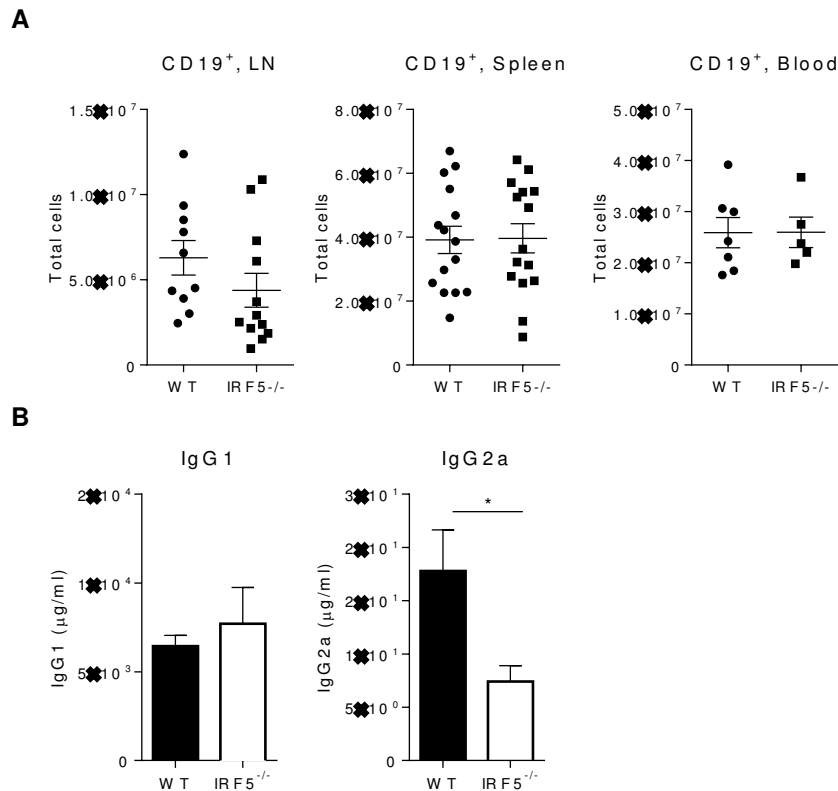 A
CD19⁺, LN
Total cells
1.5✖10⁷
1.0✖10⁷
5.0✖10⁶
0
WT
IRF5-/-
CD19⁺, Spleen
Total cells
8.0✖10⁷
6.0✖10⁷
4.0✖10⁷
2.0✖10⁷
0
WT
IRF5-/-
CD19⁺, Blood
Total cells
5.0✖10⁷
4.0✖10⁷
3.0✖10⁷
2.0✖10⁷
1.0✖10⁷
0
WT
IRF5-/-
B
IgG1
IgG1 (μg/ml)
2✖10⁴
1✖10⁴
5✖10³
0
WT
IRF5⁻/⁻
IgG2a
IgG2a (μg/ml)
3✖10¹
2✖10¹
2✖10¹
1✖10¹
5✖10⁰
0
*
WT
IRF5⁻/⁻